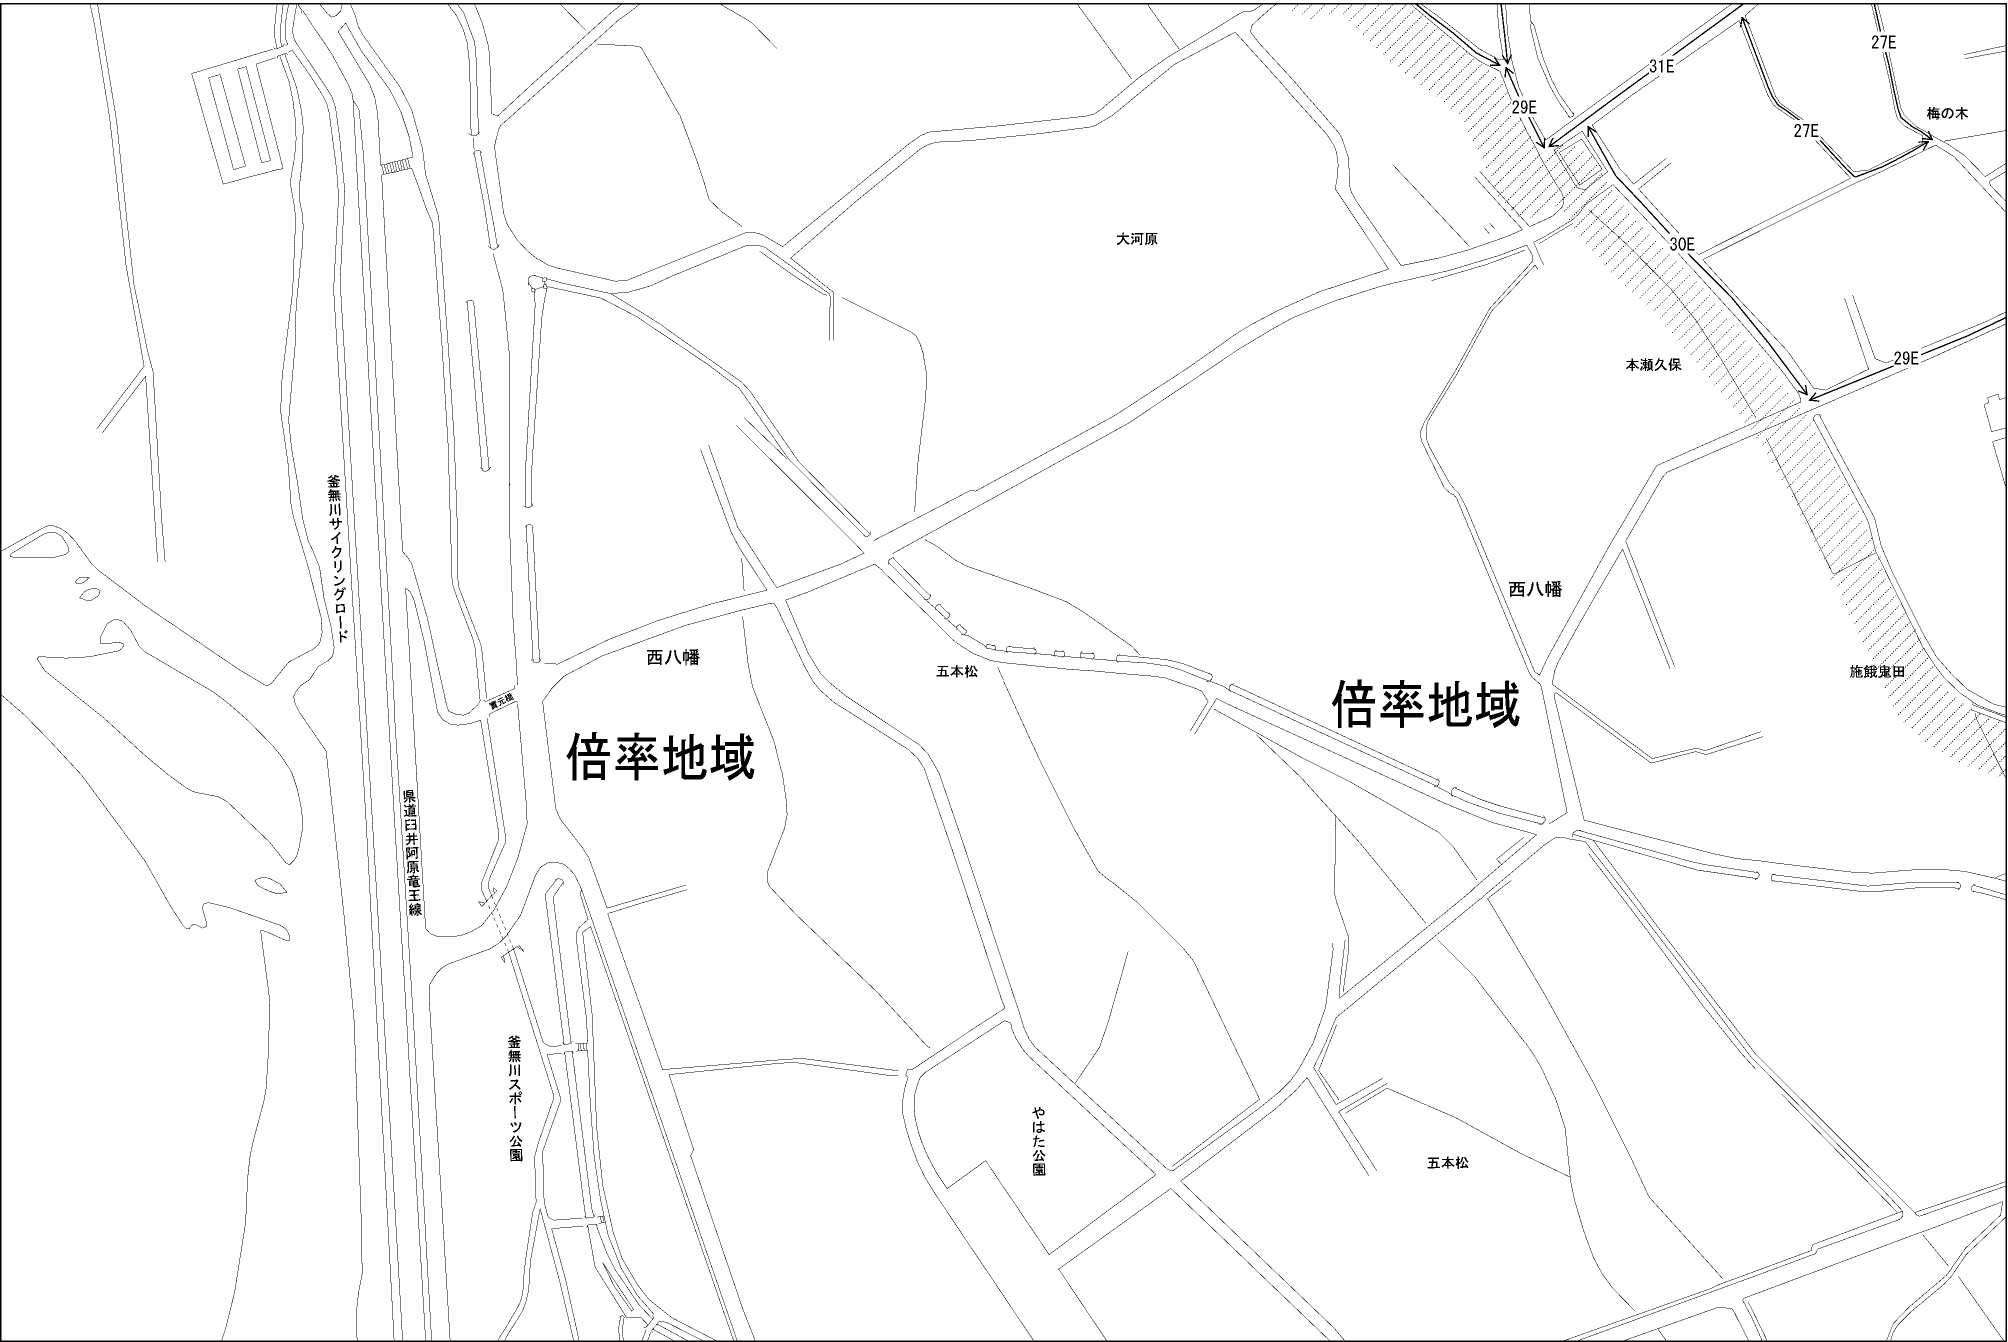 27E
31E
29E
梅の木
27E
大河原
30E
29E
本瀬久保
釜無川サイクリングロード
西八幡
西八幡
五本松
施餓鬼田
倍率地域
倍率地域
県道臼井阿原竜王線
釜無川スポーツ公園
やはた公園
五本松